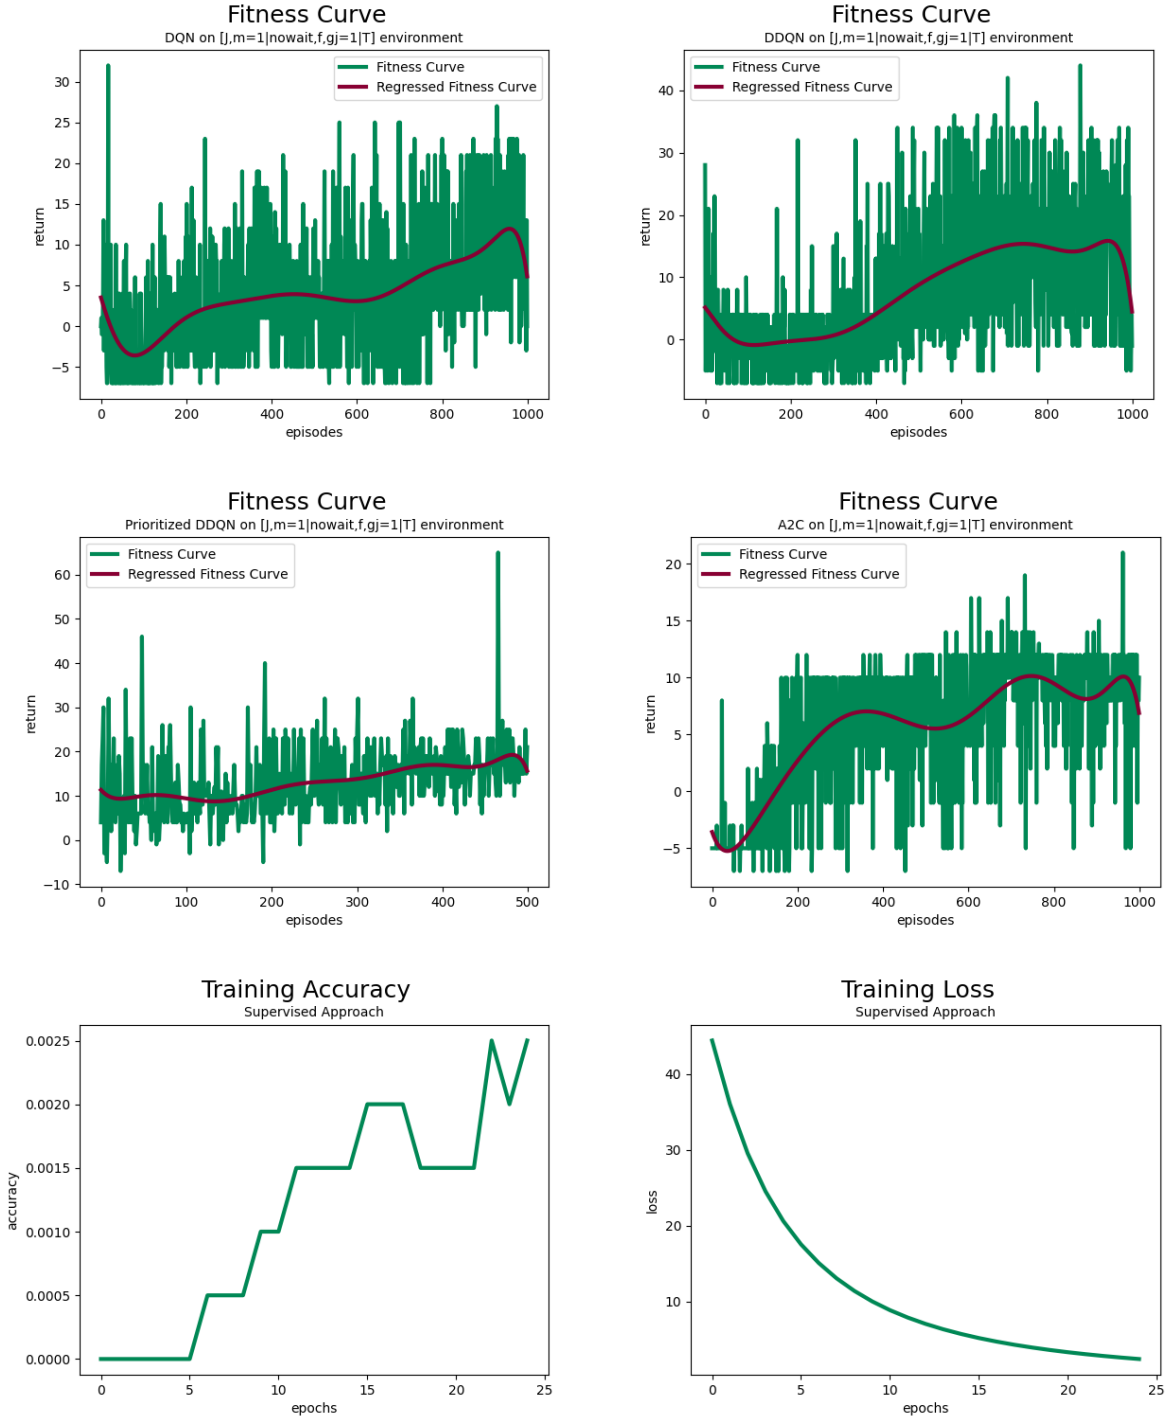 Fitness Curve
DQN on [J,m=1|nowait,f,gj=1|T] environment
Fitness Curve
Regressed Fitness Curve
30
25
20
15
10
5
0
−5
return
0 200 400 600 800 1000
episodes
Fitness Curve
DDQN on [J,m=1|nowait,f,gj=1|T] environment
Fitness Curve
Regressed Fitness Curve
40
30
20
10
0
return
0 200 400 600 800 1000
episodes
Fitness Curve
Prioritized DDQN on [J,m=1|nowait,f,gj=1|T] environment
Fitness Curve
Regressed Fitness Curve
60
50
40
30
20
10
0
−10
return
0 100 200 300 400 500
episodes
Fitness Curve
A2C on [J,m=1|nowait,f,gj=1|T] environment
Fitness Curve
Regressed Fitness Curve
20
15
10
5
0
−5
return
0 200 400 600 800 1000
episodes
Training Accuracy
Supervised Approach
0.0025
0.0020
0.0015
0.0010
0.0005
0.0000
accuracy
0 5 10 15 20 25
epochs
Training Loss
Supervised Approach
40
30
20
10
loss
0 5 10 15 20 25
epochs